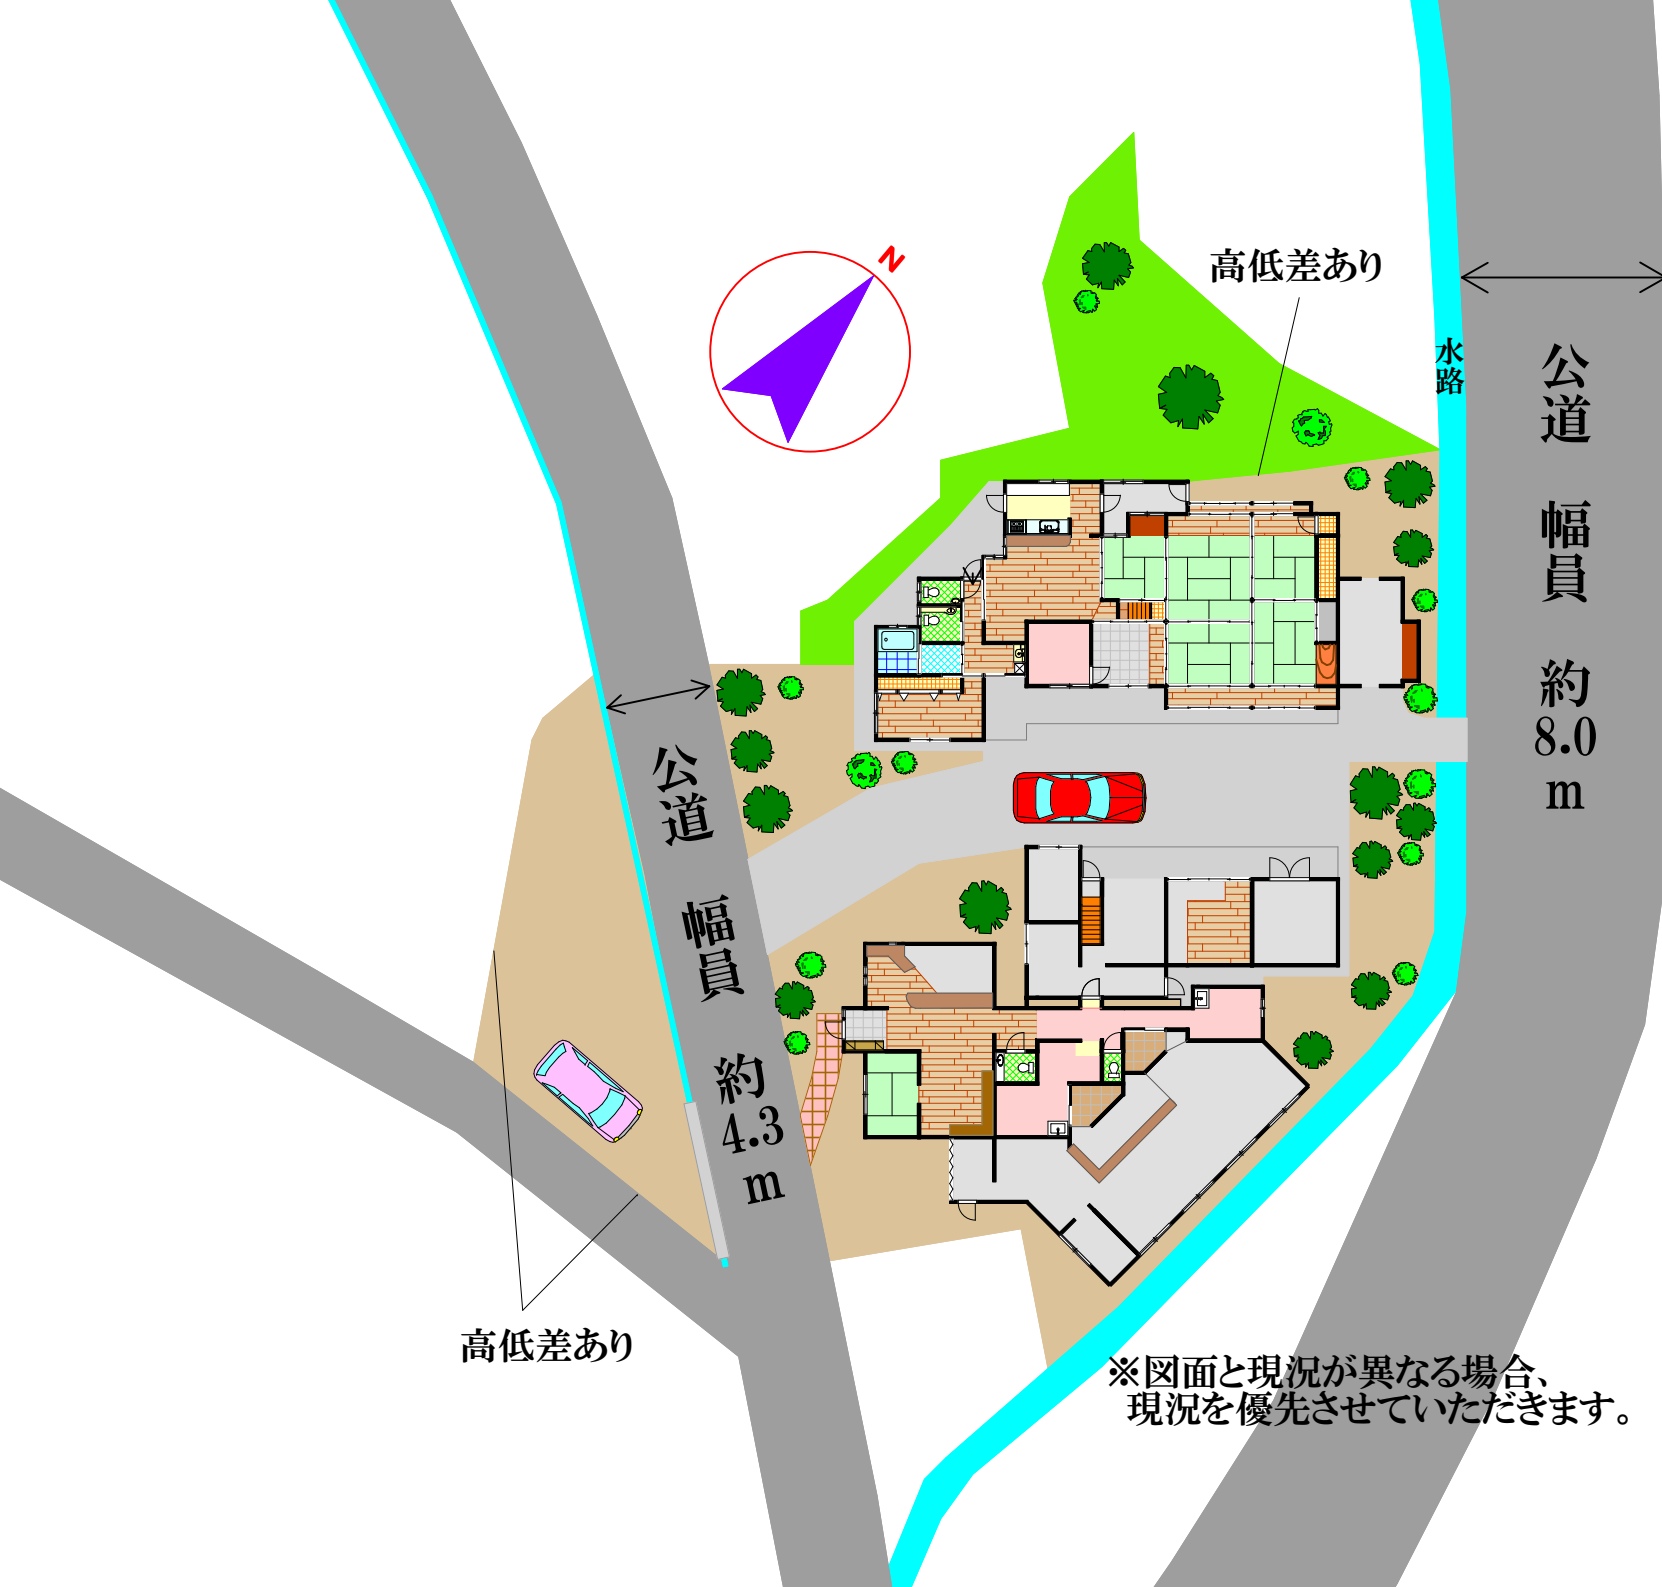 N
高低差あり
水路
公道 幅員 約8.0m
公道 幅員 約4.3m
高低差あり
※図面と現況が異なる場合、
現況を優先させていただきます。